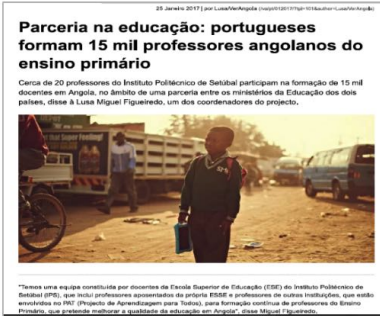 25 Janeiro 2017 | por Lusa/VerAngola
Parceria na educação: portugueses
formam 15 mil professores angolanos do
ensino primário
Cerca de 20 professores do Instituto Politécnico de Setúbal participam na formação de 15 mil
docentes em Angola, no âmbito de uma parceria entre os ministérios da Educação dos dois
países, disse à Lusa Miguel Figueiredo, um dos coordenadores do projeto.
"Temos uma equipa constituída por docentes da Escola Superior de Educação (ESE) do Instituto Politécnico de
Setúbal (IPS), que inclui professores aposentados da própria ESSE e professores de outras instituições, que estão
envolvidos no PAT (Projecto de Aprendizagem para Todos), para formação contínua de professores do Ensino
Primário, que pretende melhorar a qualidade da educação em Angola", disse Miguel Figueiredo.